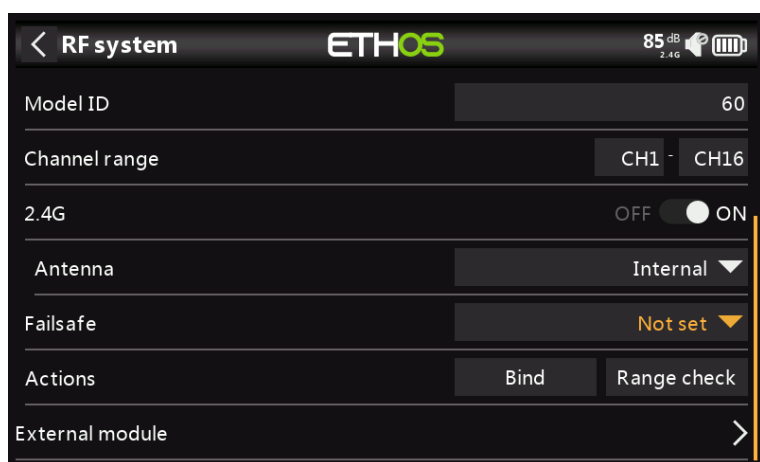 RF system ETHOS 85 dB 2.4G
Model ID 60
Channel range CH1 - CH16
2.4G OFF ON
Antenna Internal
Failsafe Not set
Actions Bind Range check
External module